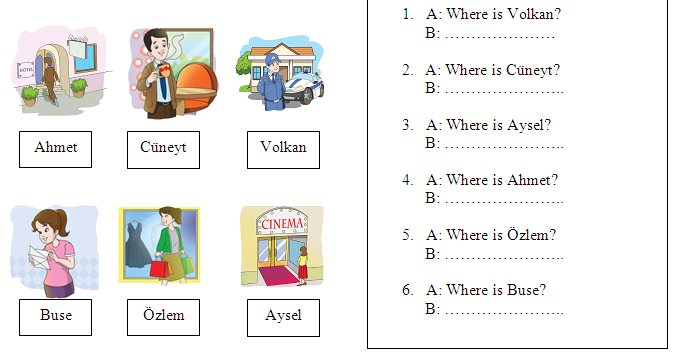 HOTEL
CINEMA
Ahmet
Cüneyt
Volkan
Buse
Özlem
Aysel
1. A: Where is Volkan?
B: …………………
2. A: Where is Cüneyt?
B: …………………..
3. A: Where is Aysel?
B: …………………..
4. A: Where is Ahmet?
B: …………………..
5. A: Where is Özlem?
B: …………………..
6. A: Where is Buse?
B: …………………..